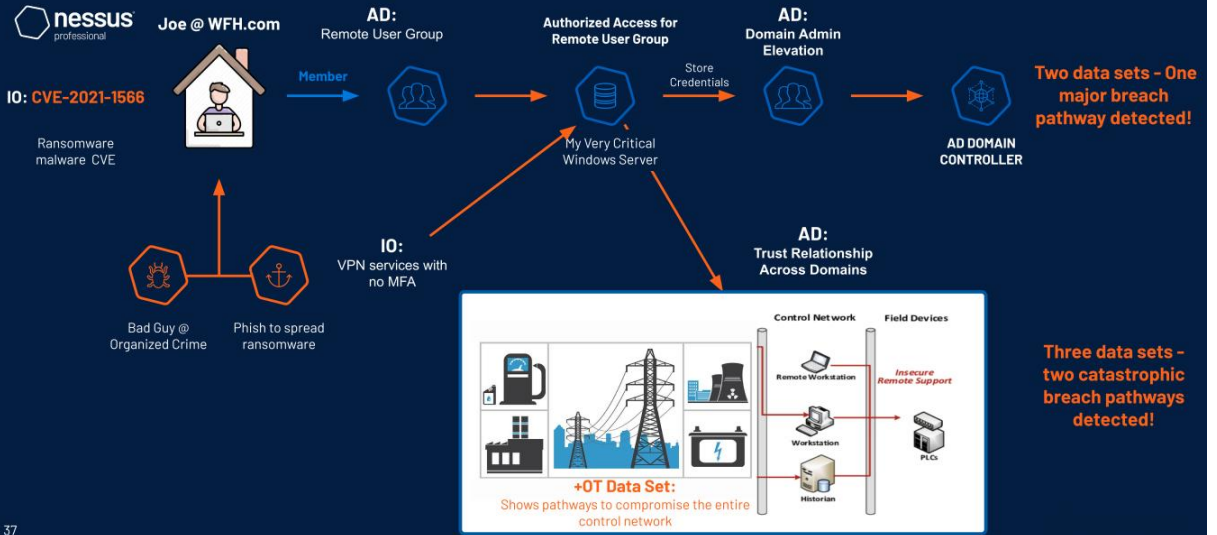 nessus
professional
Joe @ WFH.com
AD:
Remote User Group
Authorized Access for
Remote User Group
AD:
Domain Admin
Elevation
IO: CVE-2021-1566
Ransomware
malware CVE
Member
Store
Credentials
My Very Critical
Windows Server
AD DOMAIN
CONTROLLER
Two data sets - One
major breach
pathway detected!
Bad Guy @
Organized Crime
Phish to spread
ransomware
IO:
VPN services with
no MFA
AD:
Trust Relationship
Across Domains
Control Network
Field Devices
Remote Workstation
Insecure
Remote Support
Workstation
PLCs
Historian
+OT Data Set:
Shows pathways to compromise the entire
control network
Three data sets -
two catastrophic
breach pathways
detected!
37